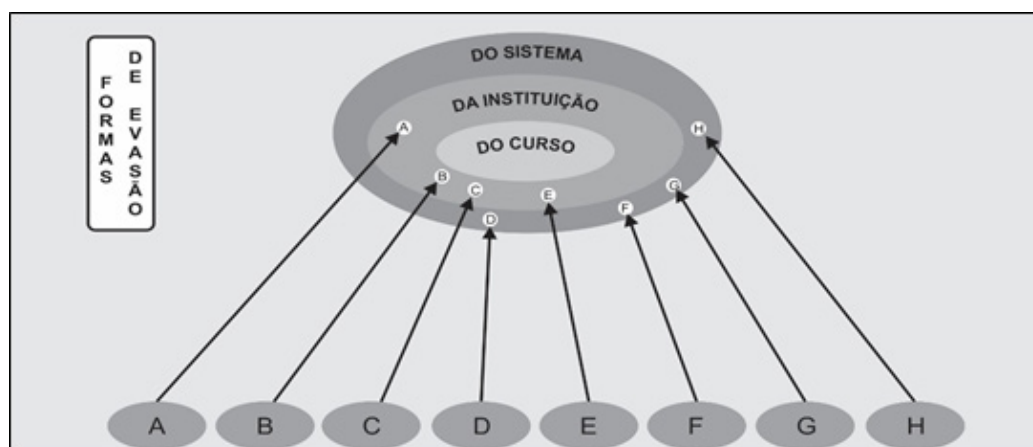 FORMAS
DE EVASÃO
DO SISTEMA
DA INSTITUIÇÃO
DO CURSO
A
H
B
C
E
G
F
D
A
B
C
D
E
F
G
H